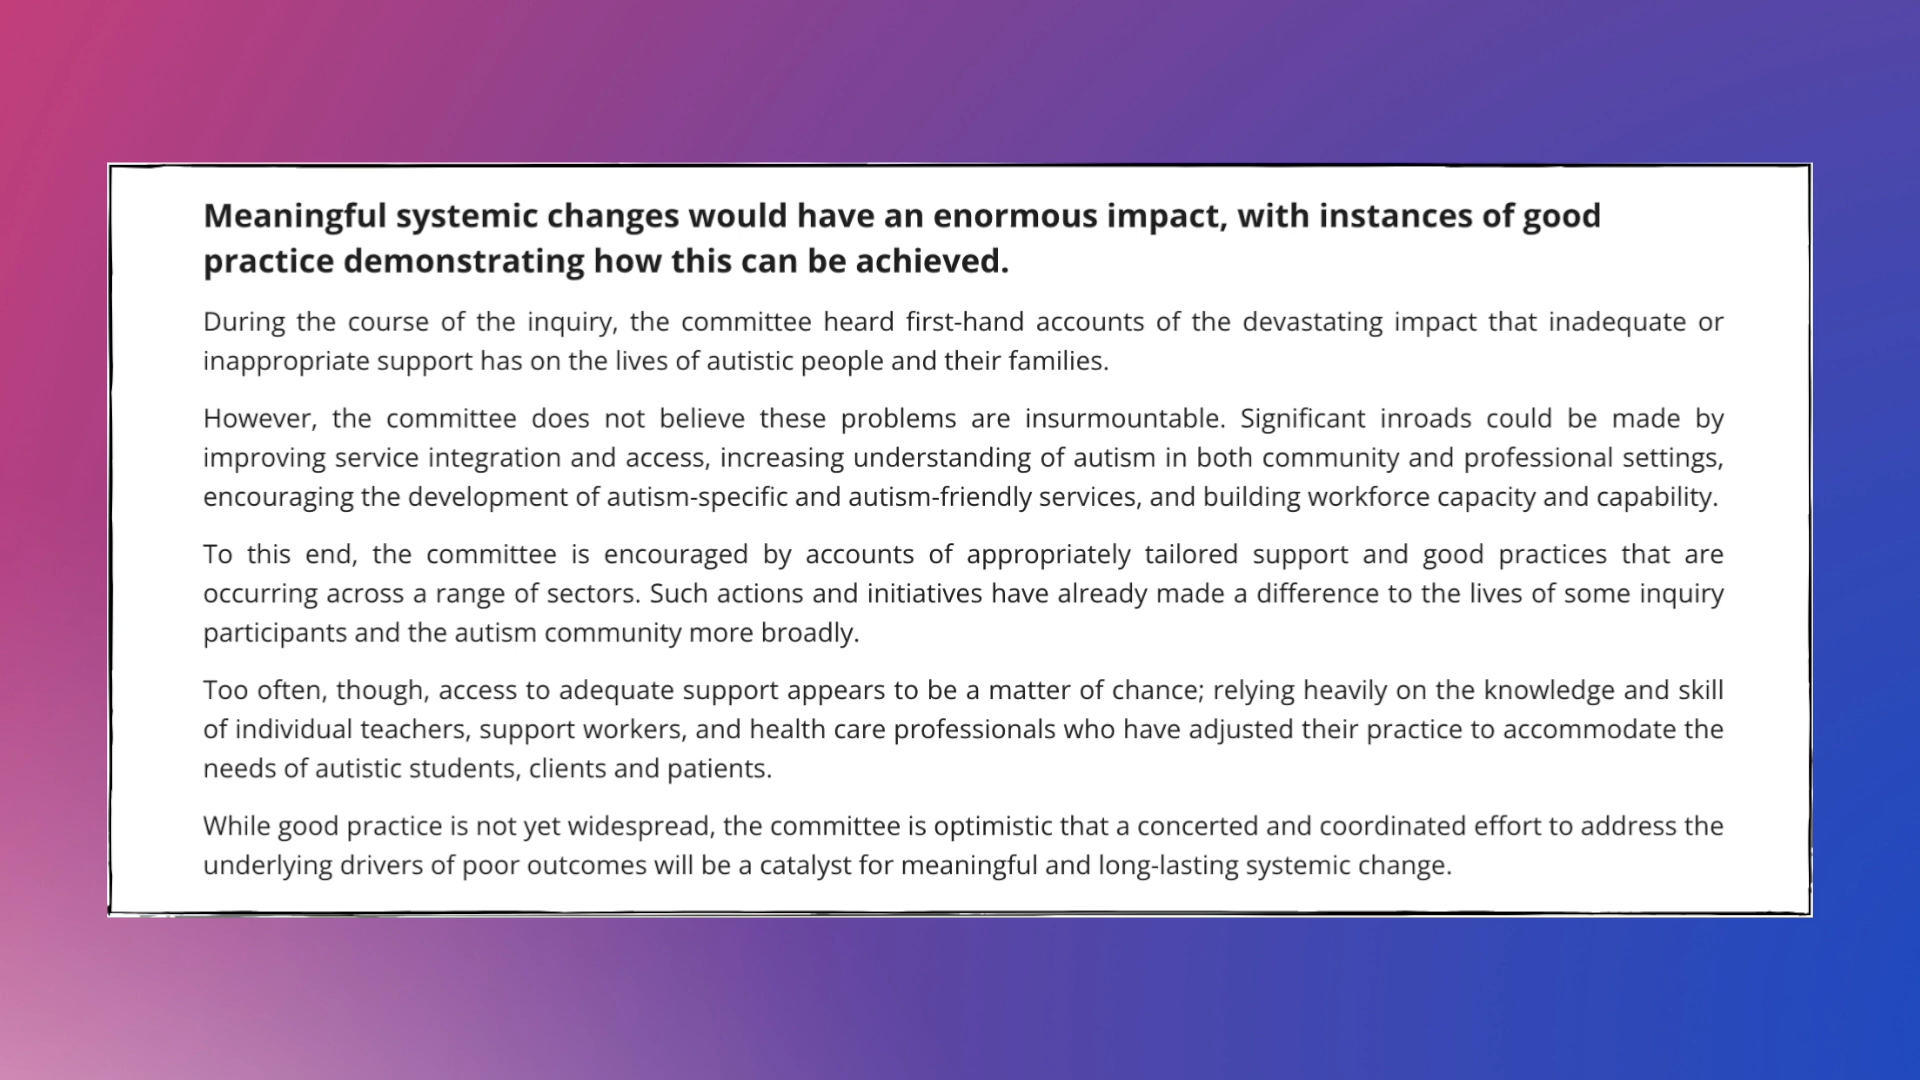 Meaningful systemic changes would have an enormous impact, with instances of good
practice demonstrating how this can be achieved.
During the course of the inquiry, the committee heard first-hand accounts of the devastating impact that inadequate or
inappropriate support has on the lives of autistic people and their families.
However, the committee does not believe these problems are insurmountable. Significant inroads could be made by
improving service integration and access, increasing understanding of autism in both community and professional settings,
encouraging the development of autism-specific and autism-friendly services, and building workforce capacity and capability.
To this end, the committee is encouraged by accounts of appropriately tailored support and good practices that are
occurring across a range of sectors. Such actions and initiatives have already made a difference to the lives of some inquiry
participants and the autism community more broadly.
Too often, though, access to adequate support appears to be a matter of chance; relying heavily on the knowledge and skill
of individual teachers, support workers, and health care professionals who have adjusted their practice to accommodate the
needs of autistic students, clients and patients.
While good practice is not yet widespread, the committee is optimistic that a concerted and coordinated effort to address the
underlying drivers of poor outcomes will be a catalyst for meaningful and long-lasting systemic change.